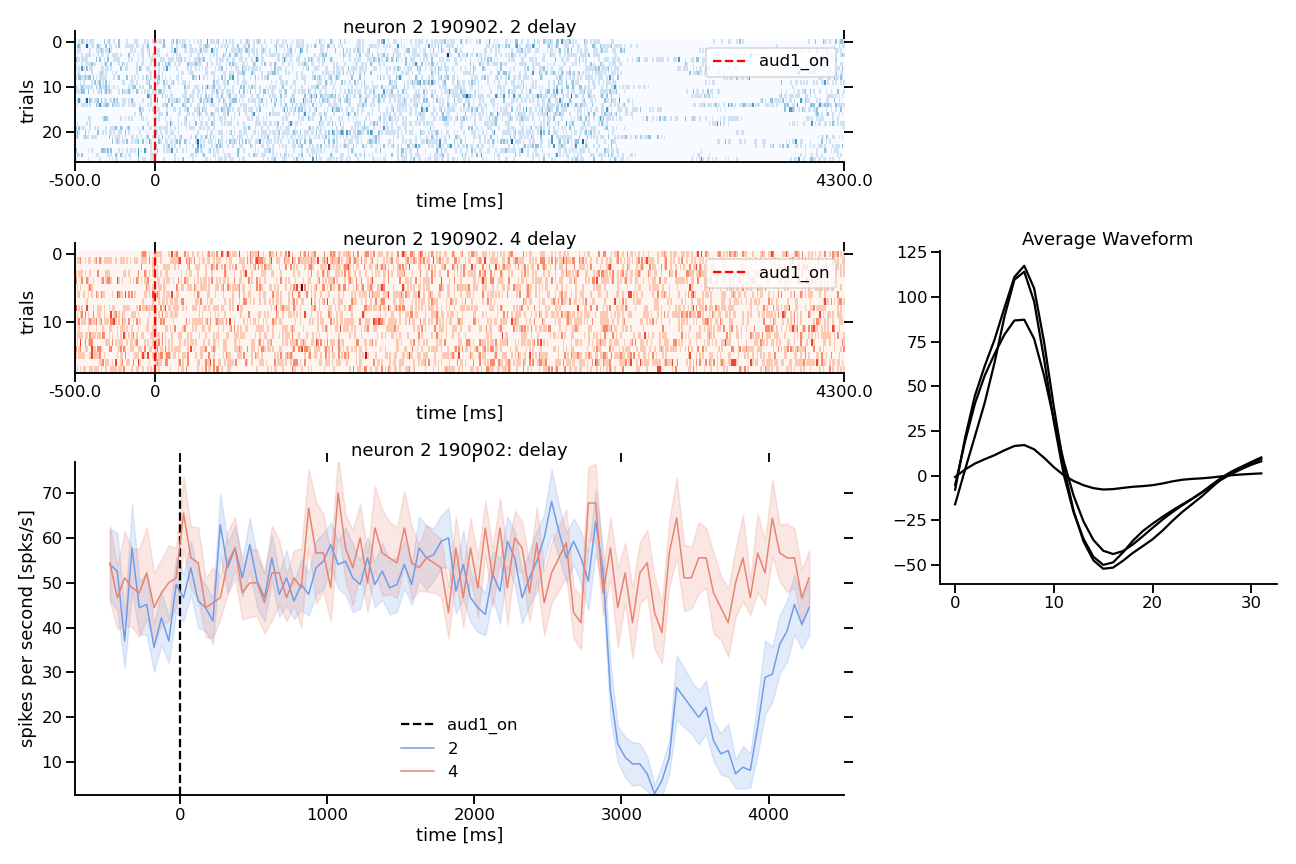 neuron 2 190902. 2 delay
0
10
20
trials
aud1_on
-500.0
0
4300.0
time [ms]
neuron 2 190902. 4 delay
0
10
trials
aud1_on
-500.0
0
4300.0
time [ms]
neuron 2 190902: delay
70
60
50
40
30
20
10
spikes per second [spks/s]
aud1_on
2
4
0
1000
2000
3000
4000
time [ms]
Average Waveform
125
100
75
50
25
0
−25
−50
0
10
20
30